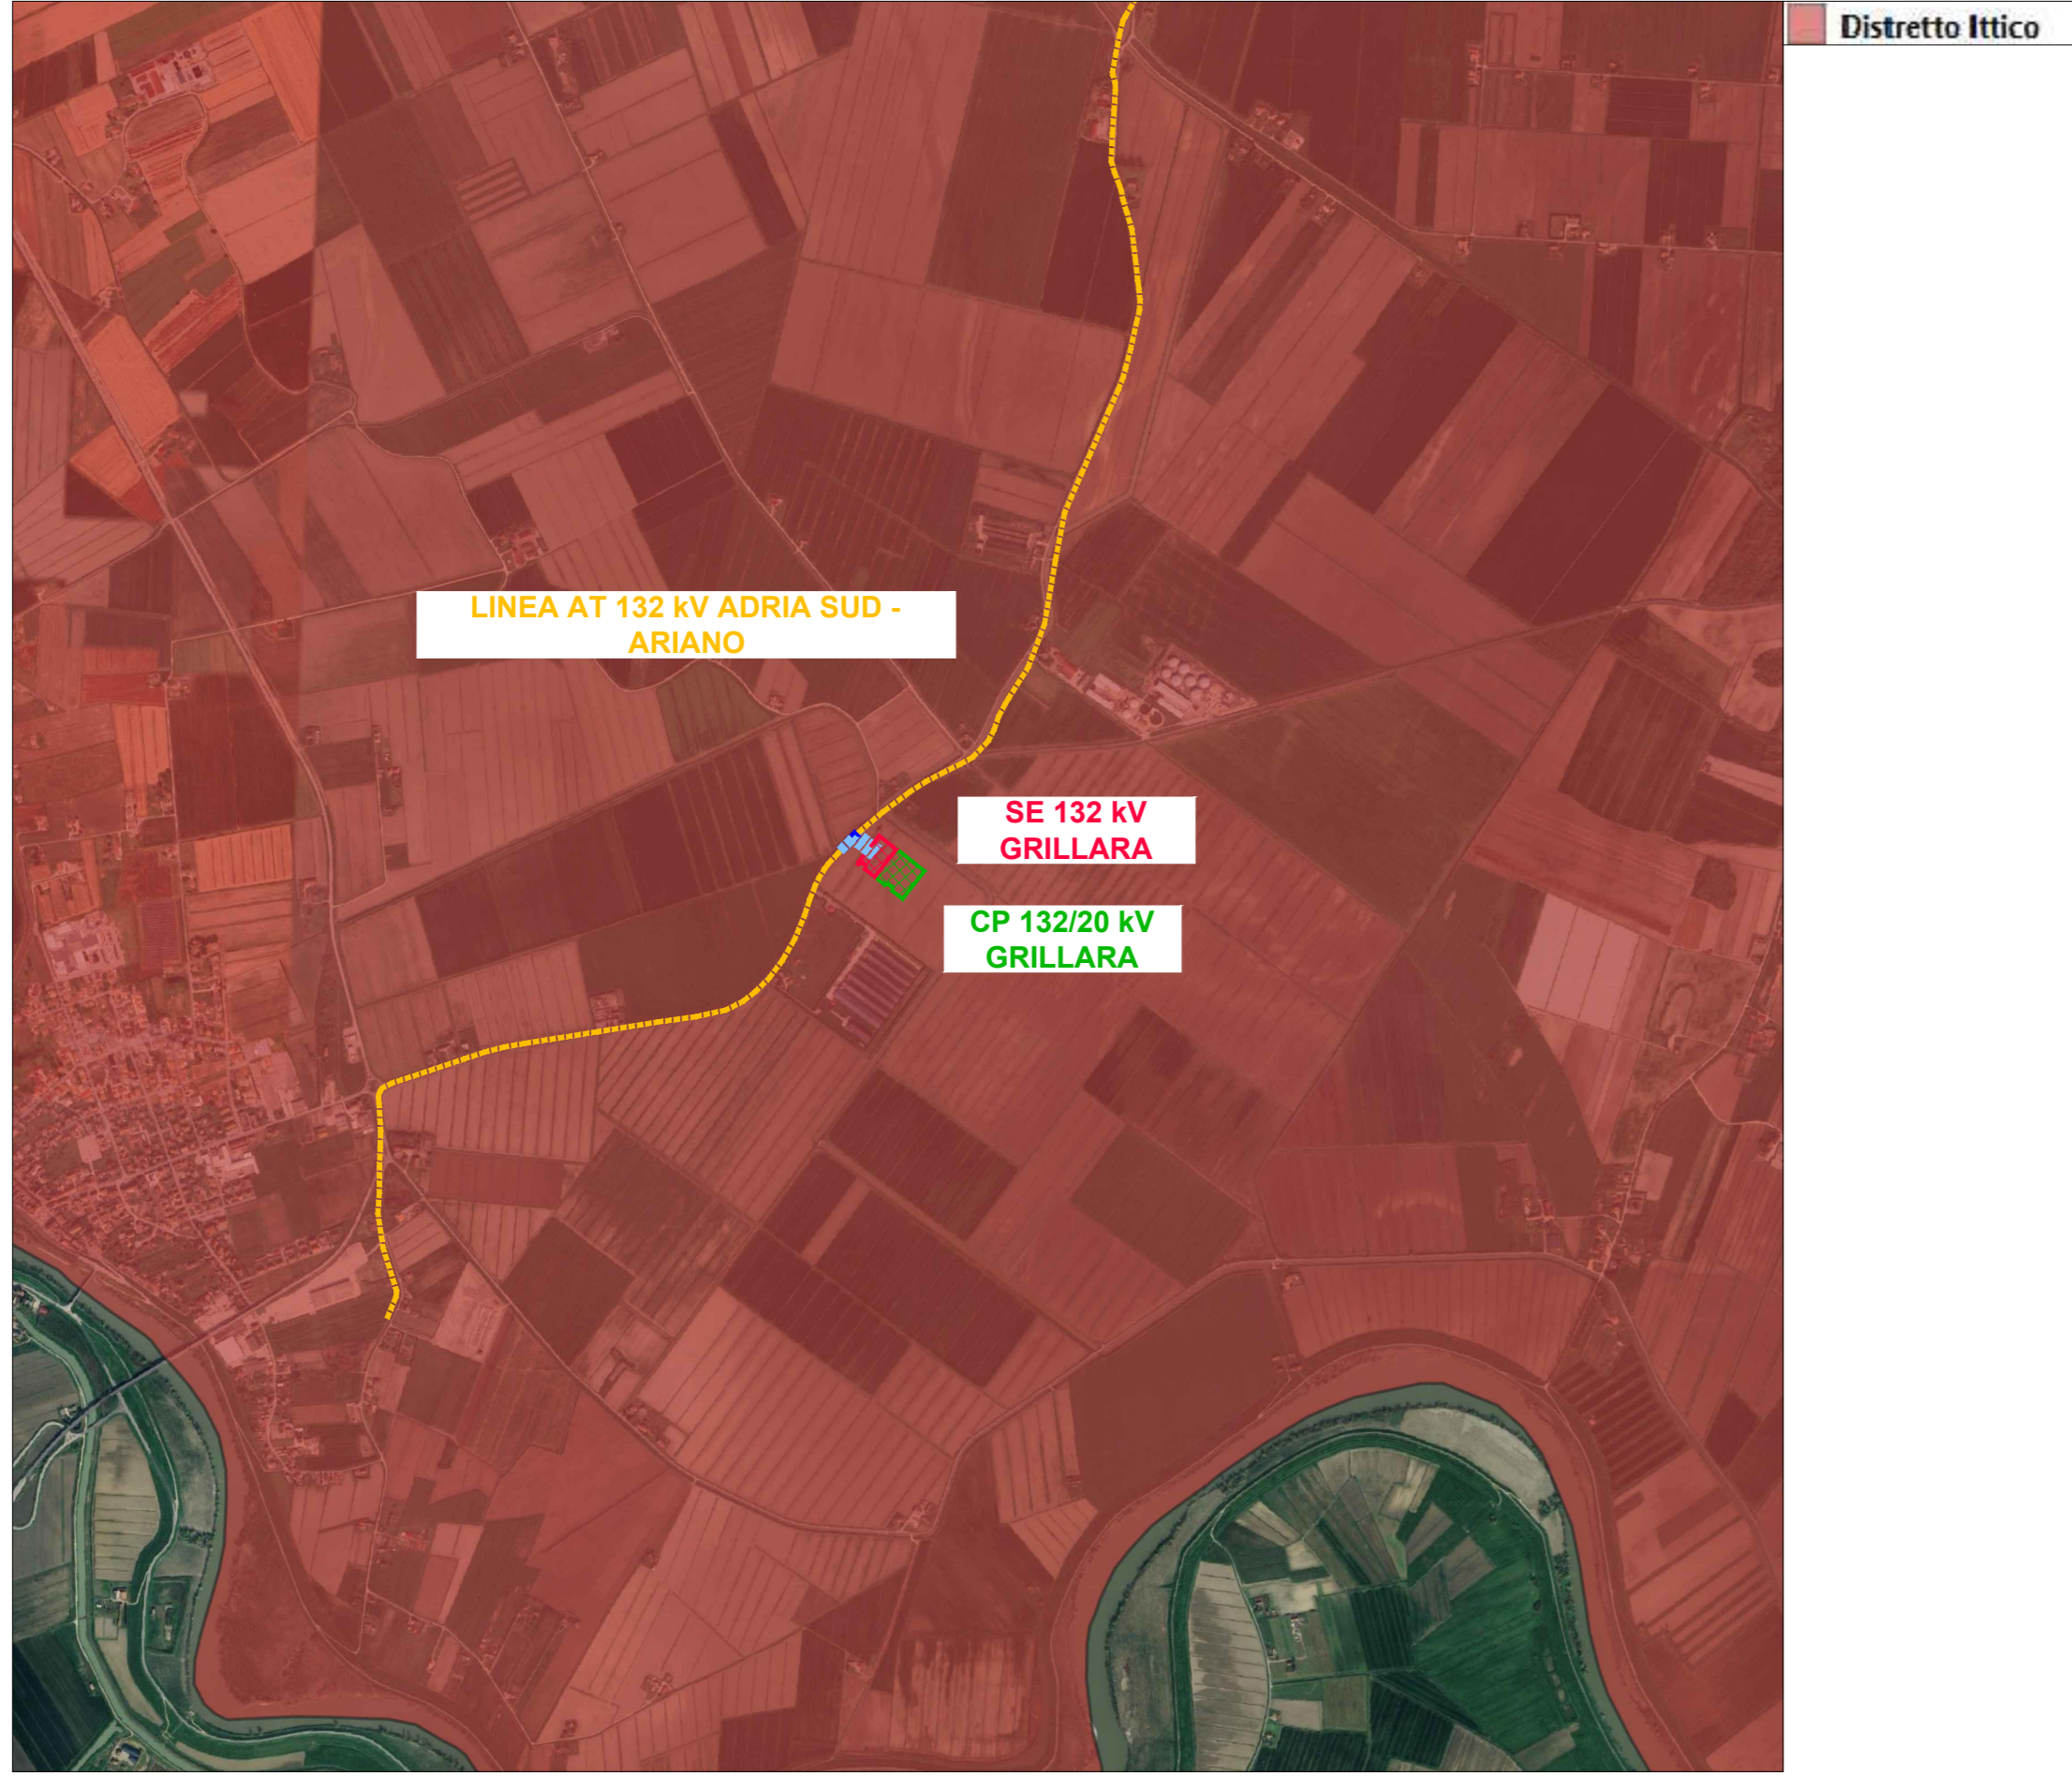 Distretto Ittico
LINEA AT 132 kV ADRIA SUD -
ARIANO
SE 132 kV
GRILLARA
CP 132/20 kV
GRILLARA